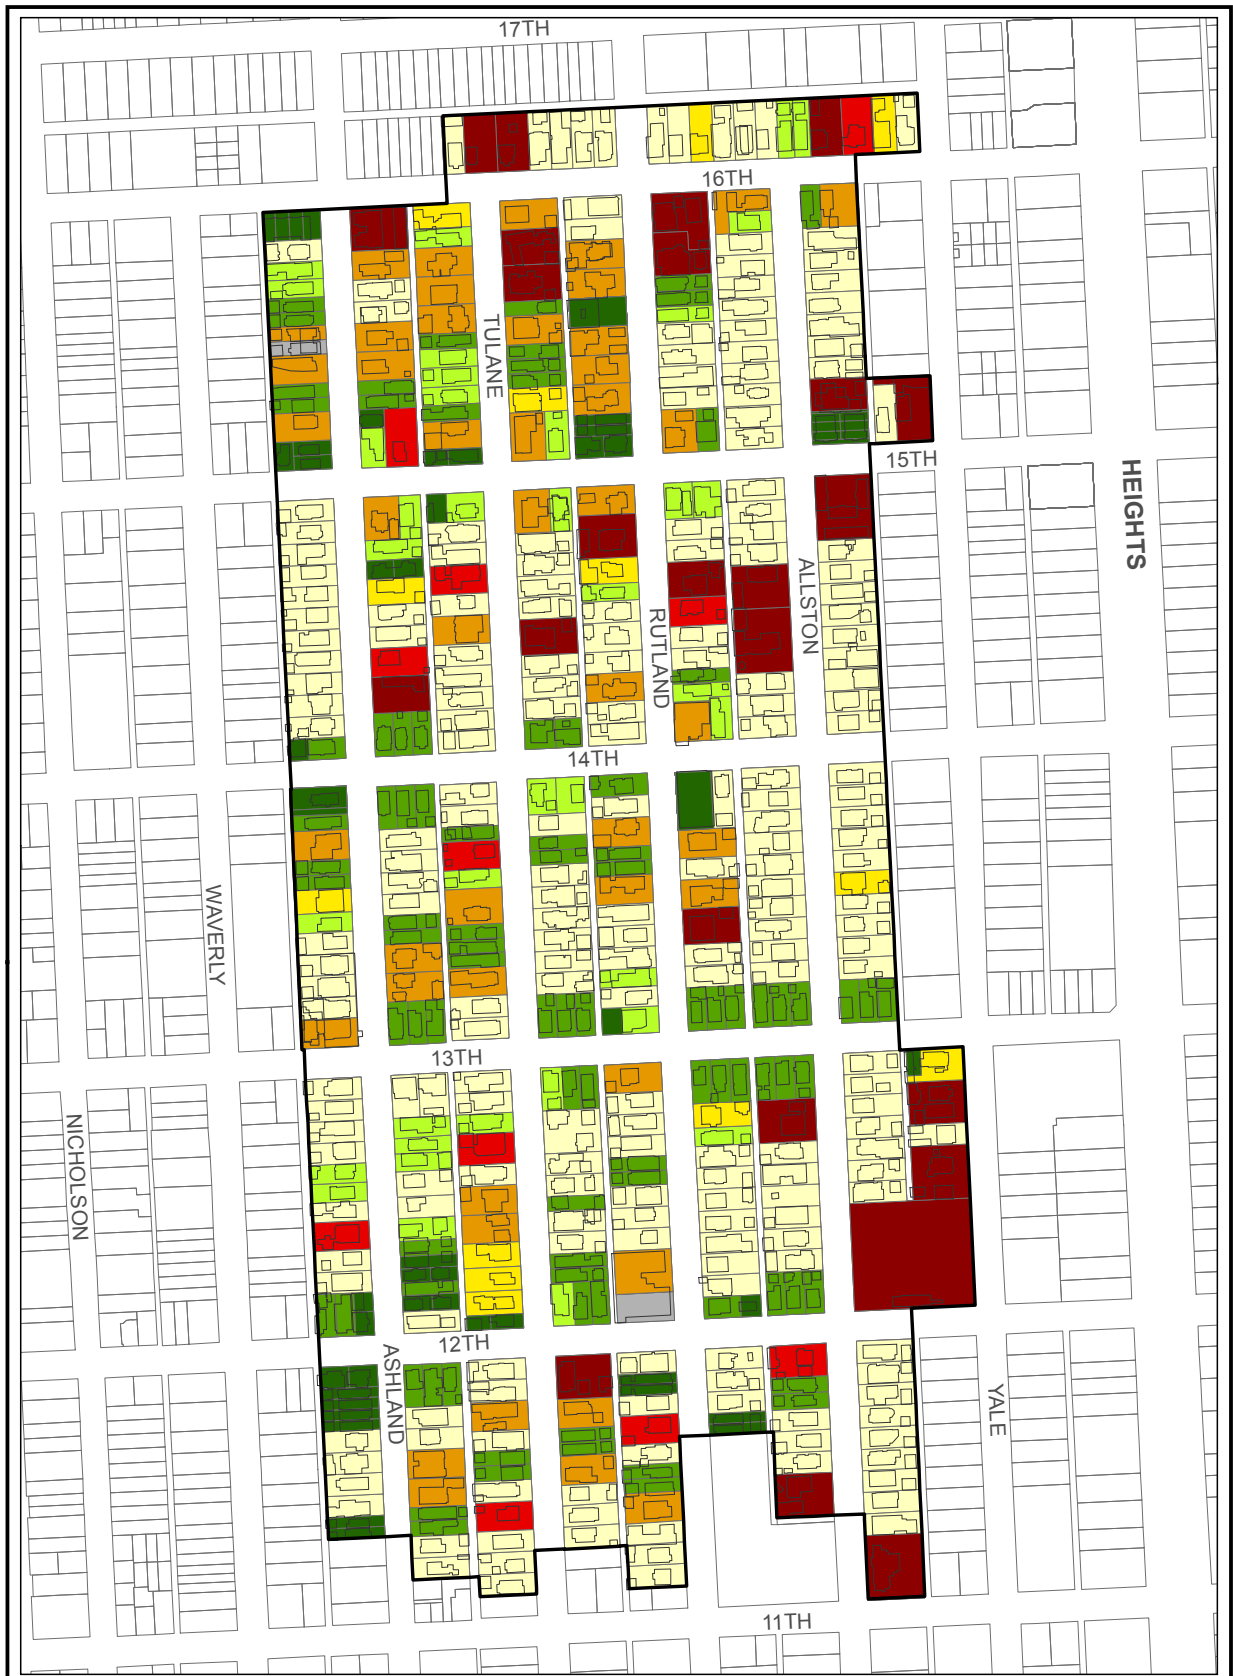 17TH
16TH
TULANE
15TH
HEIGHTS
ALLSTON
RUTLAND
14TH
WAVERLY
13TH
NICHOLSON
12TH
ASHLAND
YALE
11TH